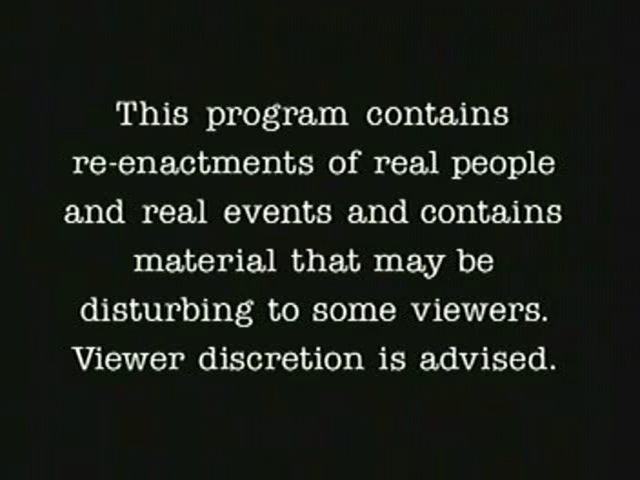 This program contains
re-enactments of real people
and real events and contains
material that may be
disturbing to some viewers.
Viewer discretion is advised.